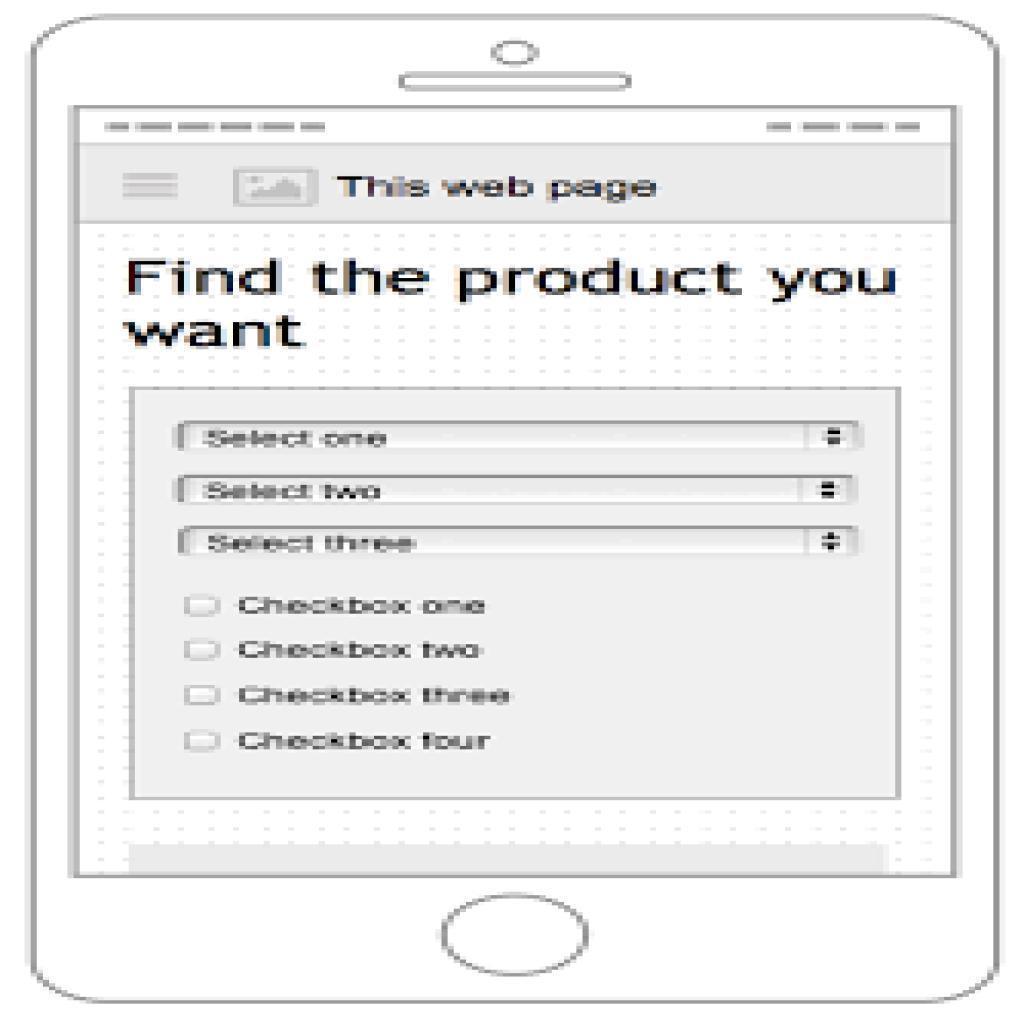 This web page
Find the product you
want
Select one
Select two
Select three
Checkbox one
Checkbox two
Checkbox three
Checkbox four